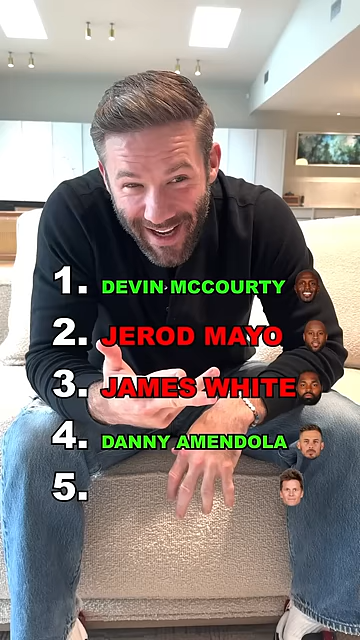 1. DEVIN MCCOURTY
2. JEROD MAYO
3. JAMES WHITE
4. DANNY AMENDOLA
5.